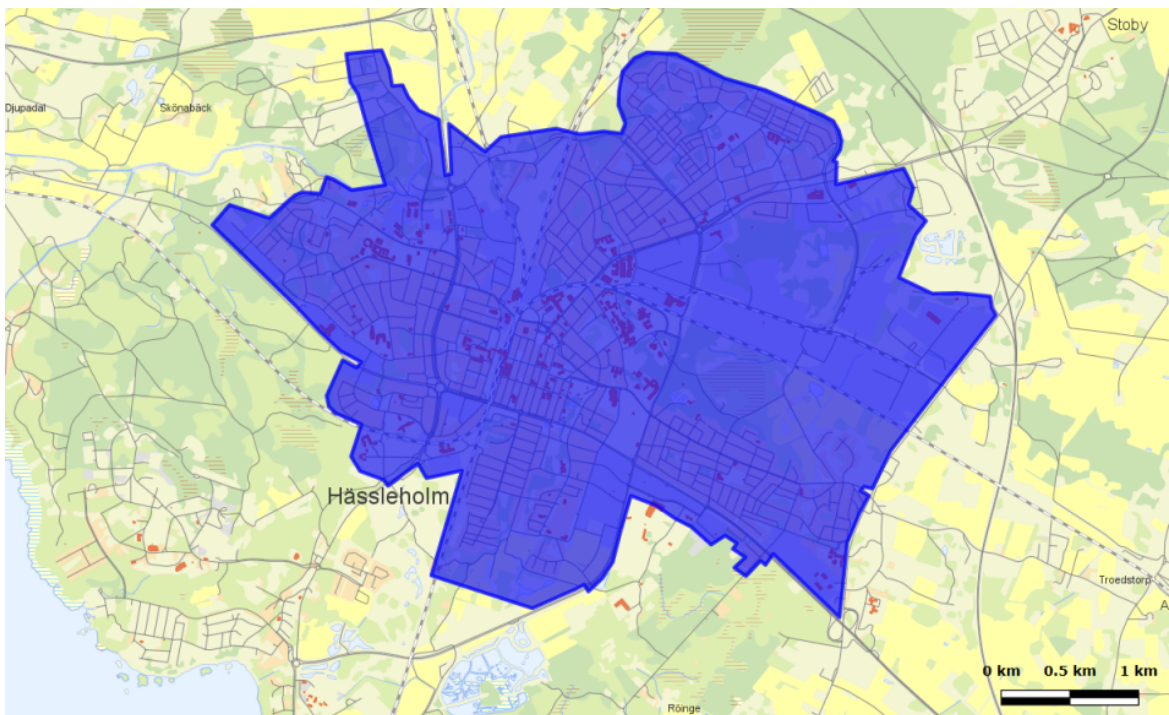 Stoby
Djupadal
Skönabäck
Hässleholm
Troedstorp
A
0 km 0.5 km 1 km
Röinge